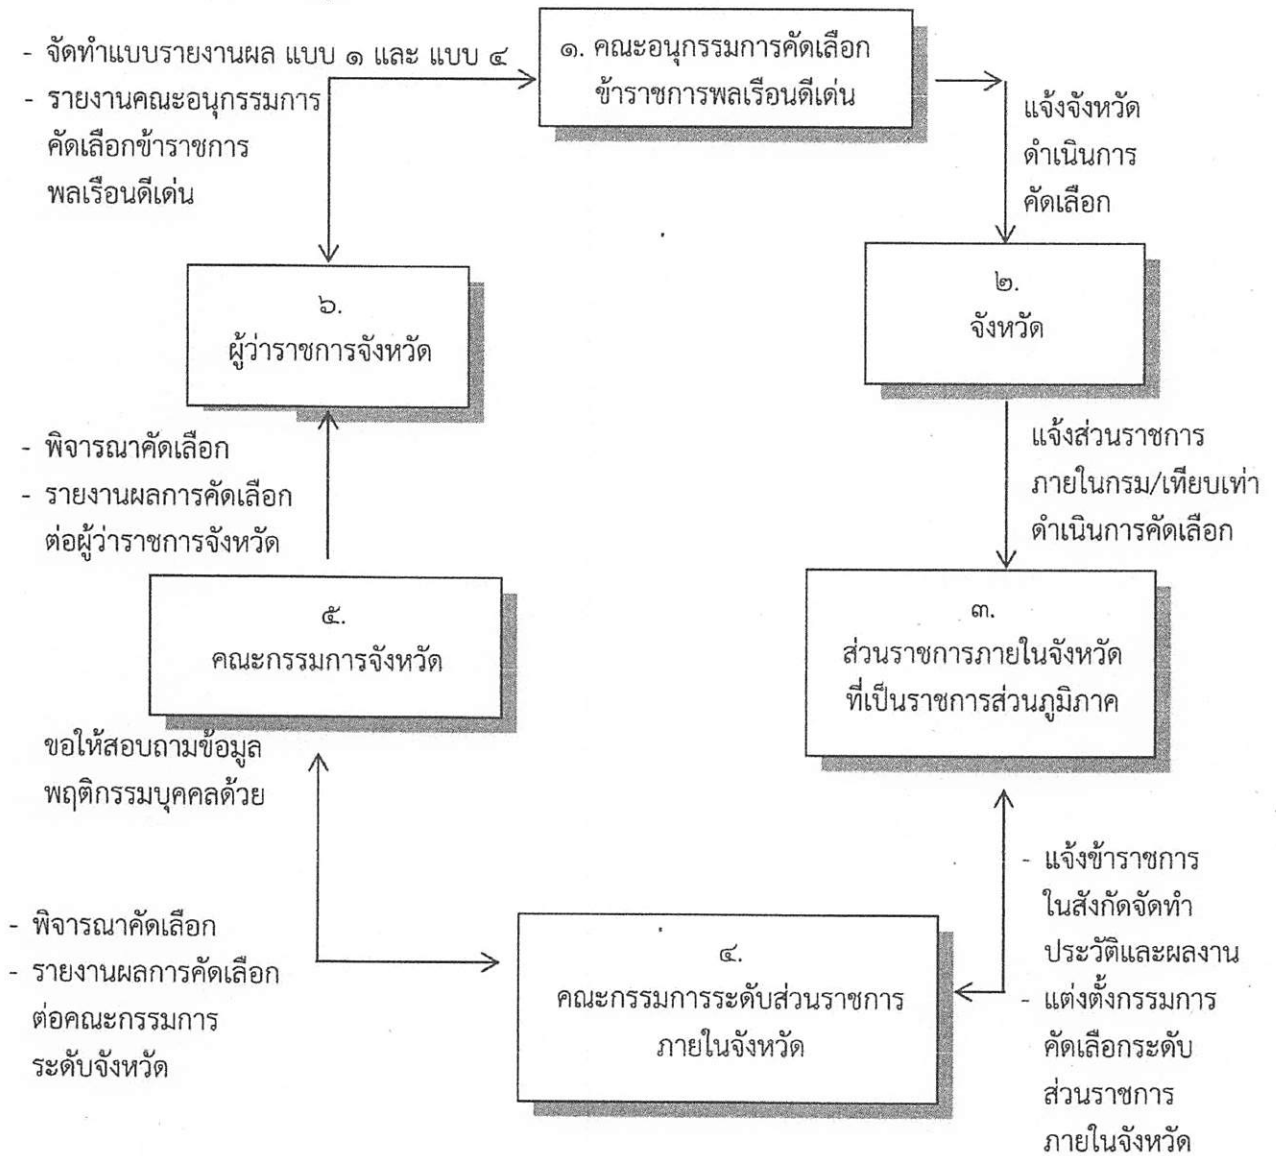 - จัดทำแบบรายงานผล แบบ ๑ และ แบบ ๔
- รายงานคณะอนุกรรมการ
คัดเลือกข้าราชการ
พลเรือนดีเด่น
๑. คณะอนุกรรมการคัดเลือก
ข้าราชการพลเรือนดีเด่น
แจ้งจังหวัด
ดำเนินการ
คัดเลือก
๒.
จังหวัด
แจ้งส่วนราชการ
ภายในกรม/เทียบเท่า
ดำเนินการคัดเลือก
๓.
ส่วนราชการภายในจังหวัด
ที่เป็นราชการส่วนภูมิภาค
- แจ้งข้าราชการ
ในสังกัดจัดทำ
ประวัติและผลงาน
- แต่งตั้งกรรมการ
คัดเลือกระดับ
ส่วนราชการ
ภายในจังหวัด
๔.
คณะกรรมการระดับส่วนราชการ
ภายในจังหวัด
- พิจารณาคัดเลือก
- รายงานผลการคัดเลือก
ต่อคณะกรรมการ
ระดับจังหวัด
ขอให้สอบถามข้อมูล
พฤติกรรมบุคคลด้วย
๕.
คณะกรรมการจังหวัด
- พิจารณาคัดเลือก
- รายงานผลการคัดเลือก
ต่อผู้ว่าราชการจังหวัด
๖.
ผู้ว่าราชการจังหวัด